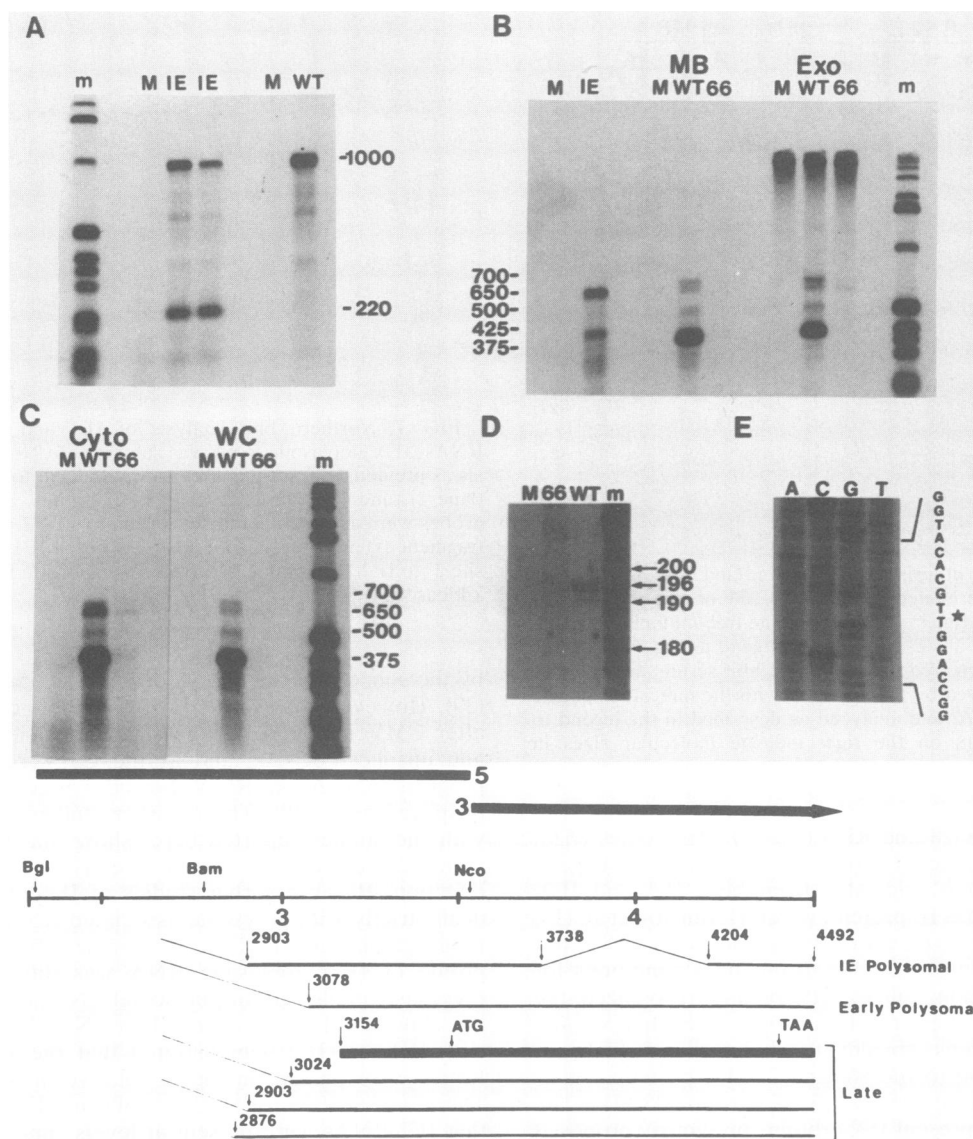 A
m M IE IE M WT
-1000
-220
B
MB Exo
M IE M WT 66 M WT 66 m
700-
650-
500-
425-
375-
C
Cyto WC
M WT 66 M WT 66 m
-700
-650
-500
-375
D
M 66 WT m
200
196
190
180
E
A C G T
G
G
T
A
C
A
C
G
T
T *
G
G
A
C
C
G
G
5
3
Bgl Bam Nco
3 4
2903 3738 4204 4492
IE Polysomal
3078
Early Polysomal
3154 ATG TAA
3024
Late
2903
2876